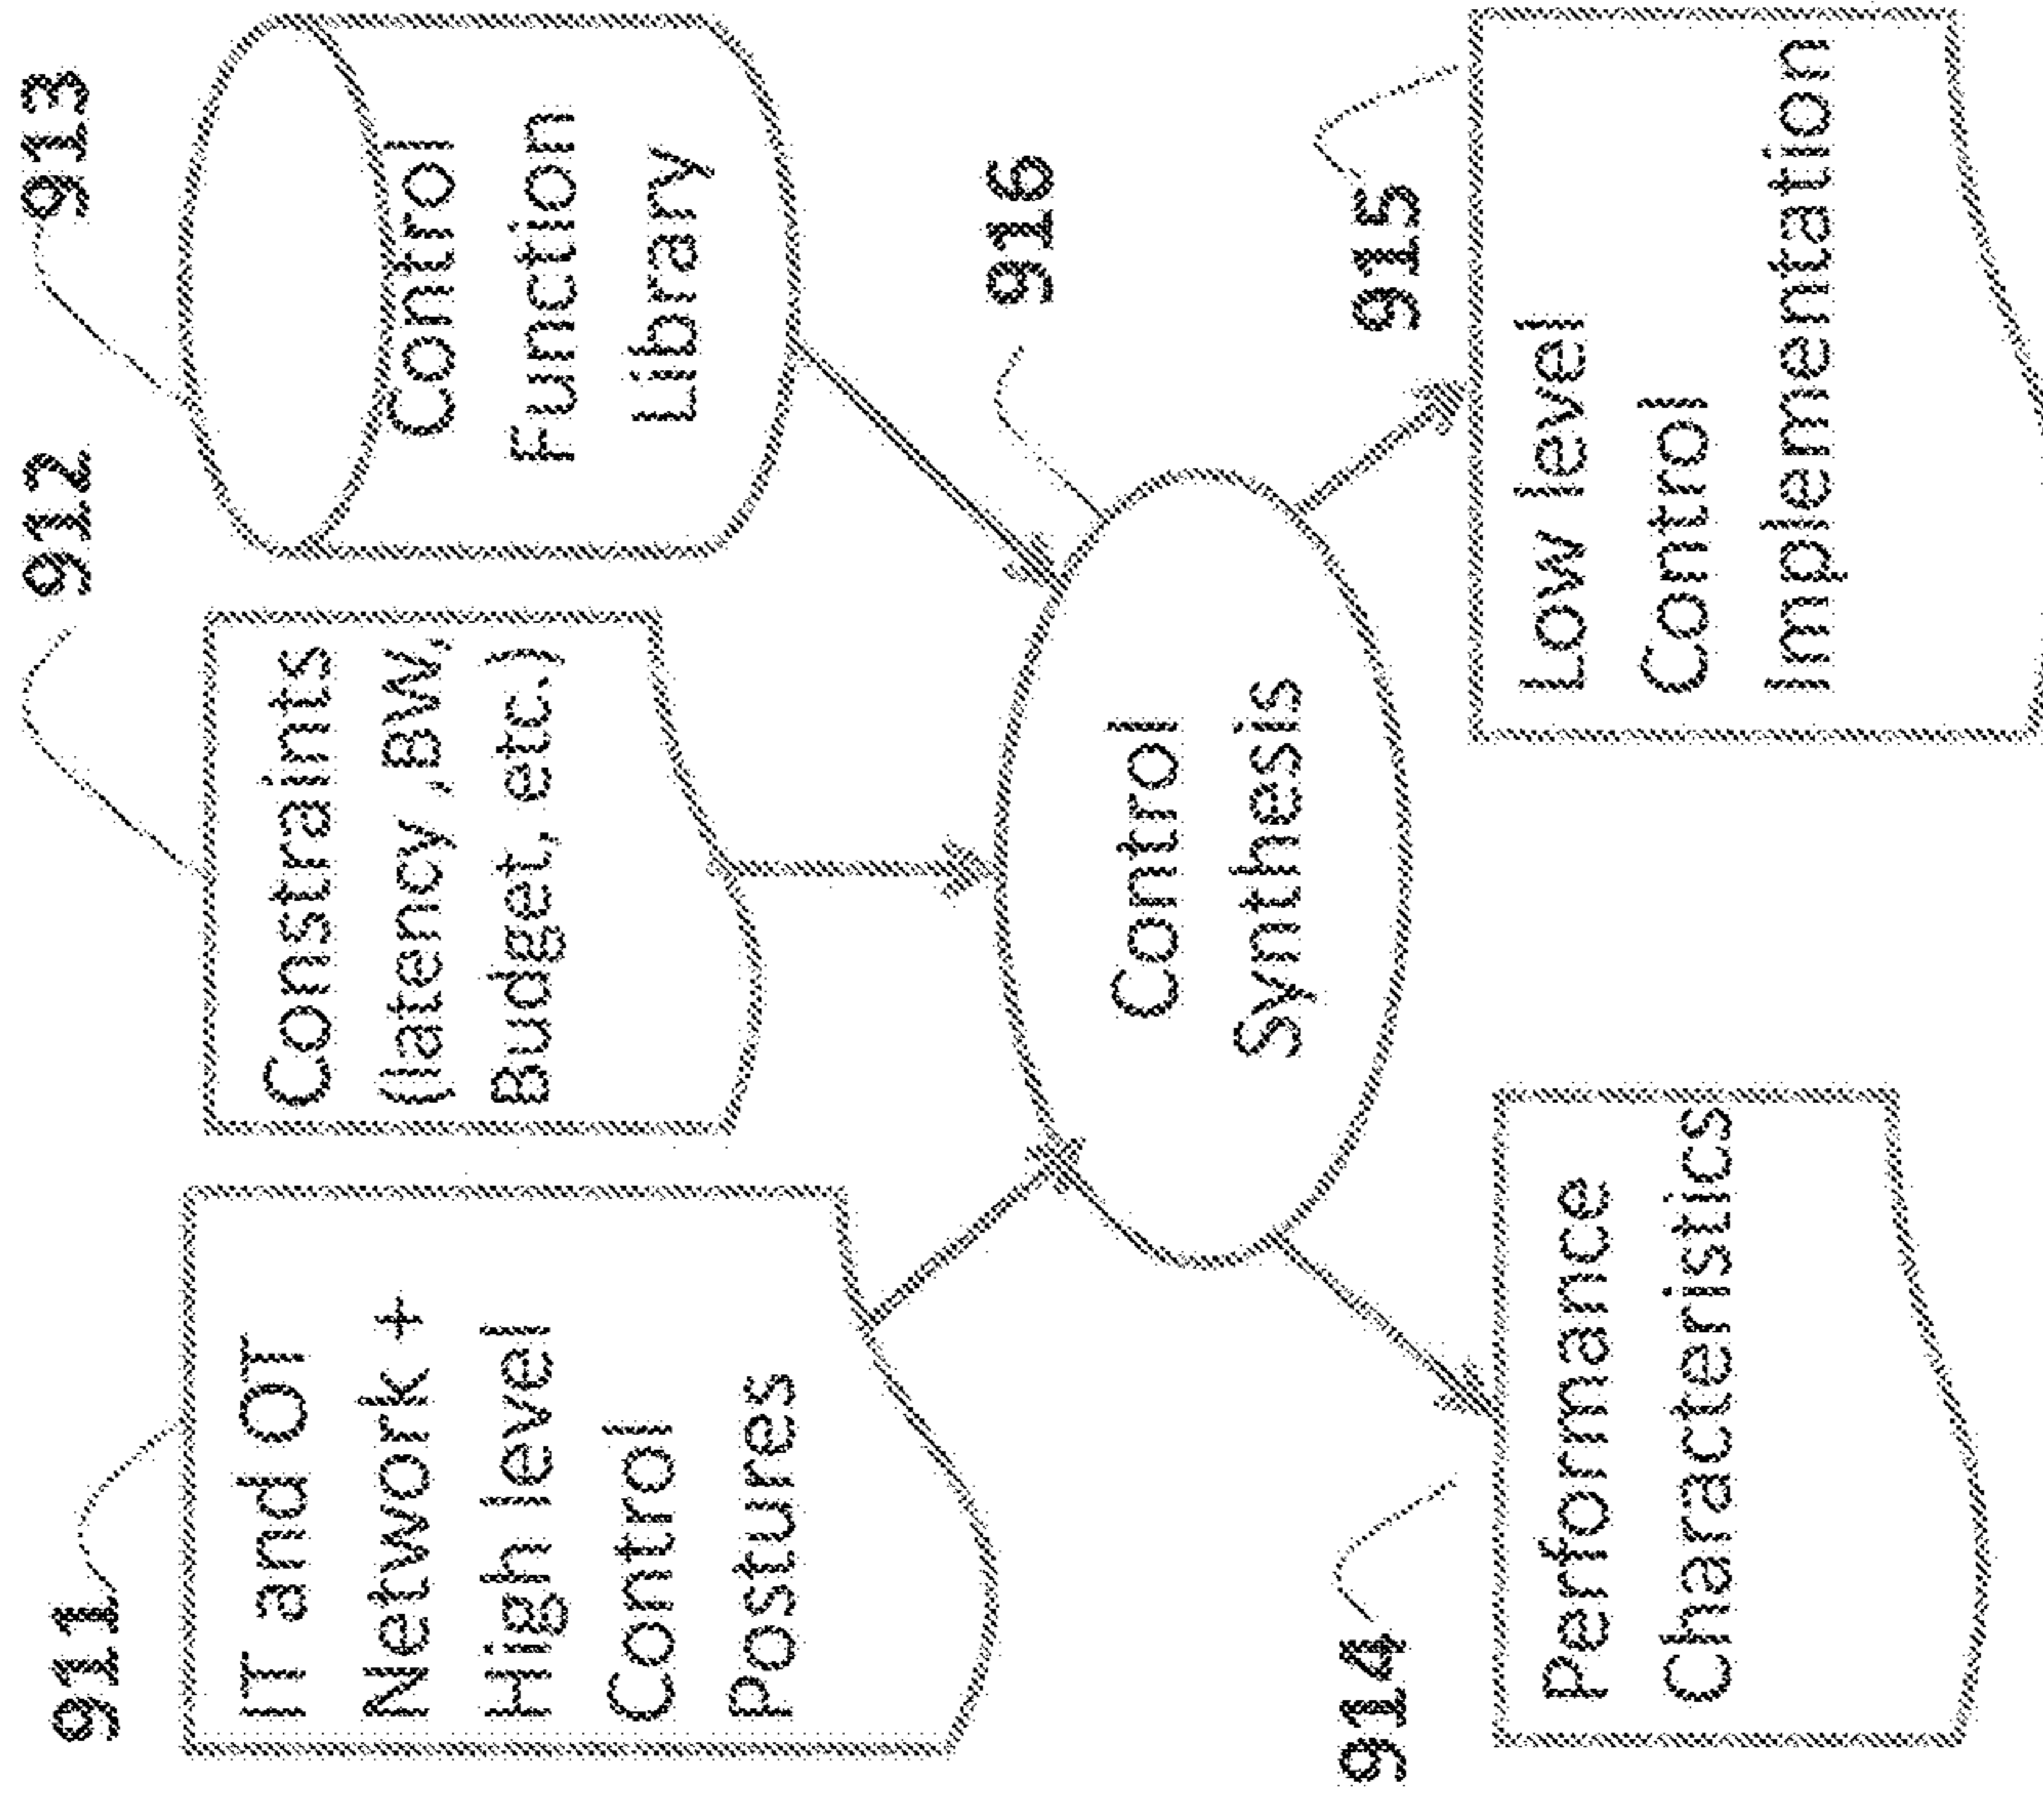 911
IT and OT
Network +
High level
Control
Postures
912
Constraints
(latency ,BW,
Budget, etc.)
913
Control
Function
Library
916
Control
Synthesis
914
Performance
Characteristics
915
Low level
Control
Implementation